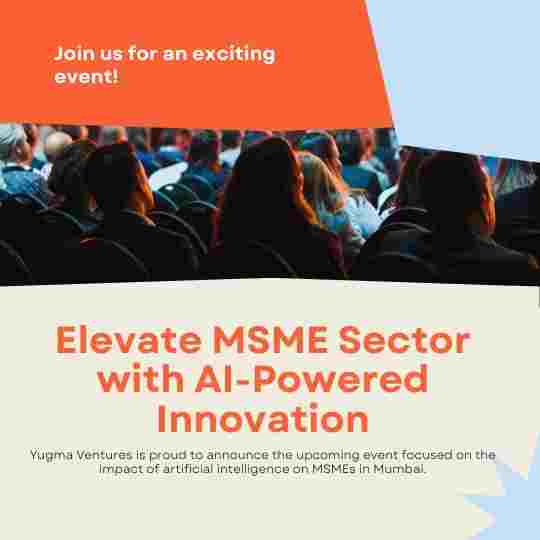 Join us for an exciting
event!
Elevate MSME Sector
with AI-Powered
Innovation
Yugma Ventures is proud to announce the upcoming event focused on the
impact of artificial intelligence on MSMEs in Mumbai.